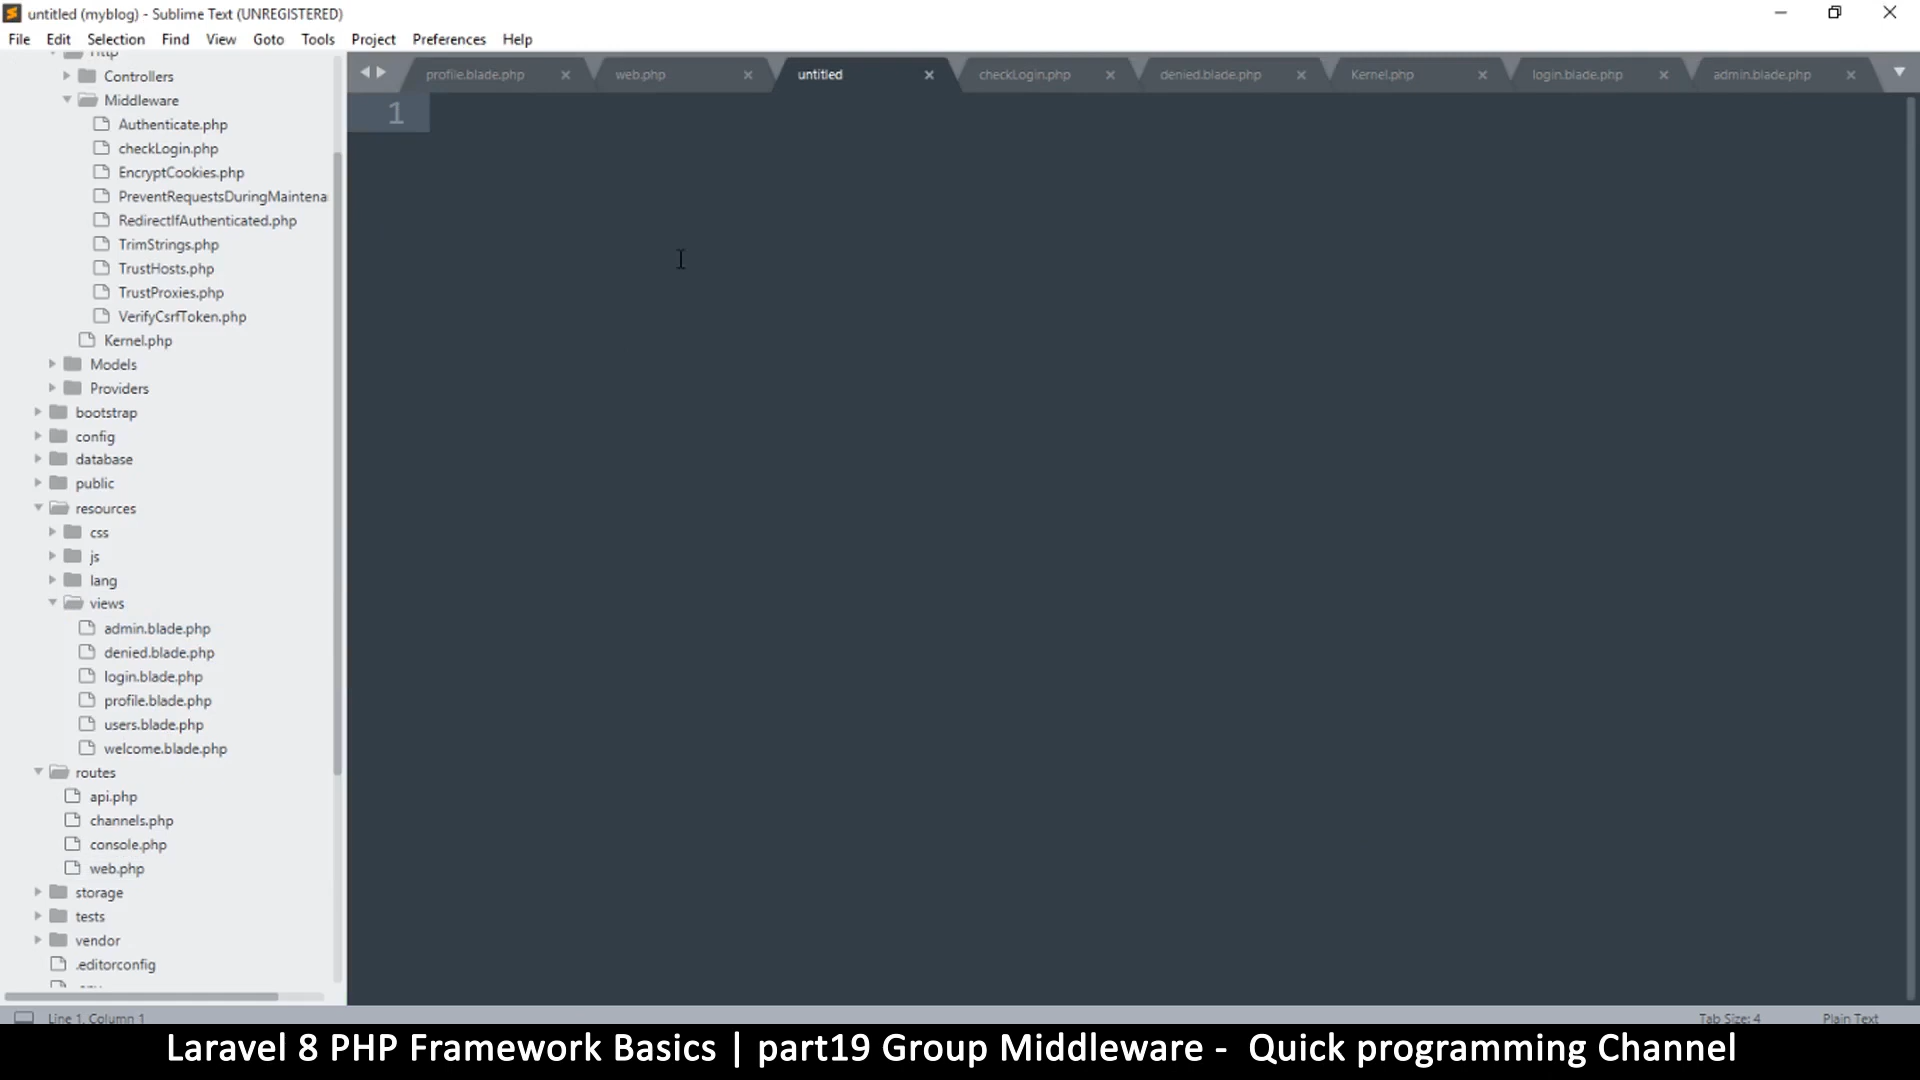 untitled (myblog) - Sublime Text (UNREGISTERED)
File Edit Selection Find View Goto Tools Project Preferences Help
Http
Controllers
Middleware
Authenticate.php
checkLogin.php
EncryptCookies.php
PreventRequestsDuringMaintena
RedirectIfAuthenticated.php
TrimStrings.php
TrustHosts.php
TrustProxies.php
VerifyCsrfToken.php
Kernel.php
Models
Providers
bootstrap
config
database
public
resources
css
js
lang
views
admin.blade.php
denied.blade.php
login.blade.php
profile.blade.php
users.blade.php
welcome.blade.php
routes
api.php
channels.php
console.php
web.php
storage
tests
vendor
.editorconfig
profile.blade.php web.php untitled checkLogin.php denied.blade.php Kernel.php login.blade.php admin.blade.php
1
Line 1, Column 1 Tab Size: 4 Plain Text
Laravel 8 PHP Framework Basics | part19 Group Middleware - Quick programming Channel